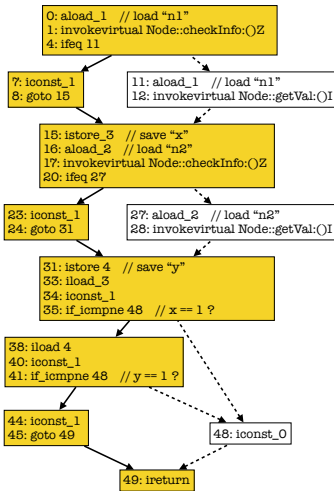 0: aload_1 // load “n1”
1: invokevirtual Node::checkInfo:()Z
4: ifeq 11
7: iconst_1
8: goto 15
11: aload_1 // load “n1”
12: invokevirtual Node::getVal:()I
15: istore_3 // save “x”
16: aload_2 // load “n2”
17: invokevirtual Node::checkInfo:()Z
20: ifeq 27
23: iconst_1
24: goto 31
27: aload_2 // load “n2”
28: invokevirtual Node::getVal:()I
31: istore 4 // save “y”
33: iload_3
34: iconst_1
35: if_icmpne 48 // x == 1 ?
38: iload 4
40: iconst_1
41: if_icmpne 48 // y == 1 ?
44: iconst_1
45: goto 49
48: iconst_0
49: ireturn